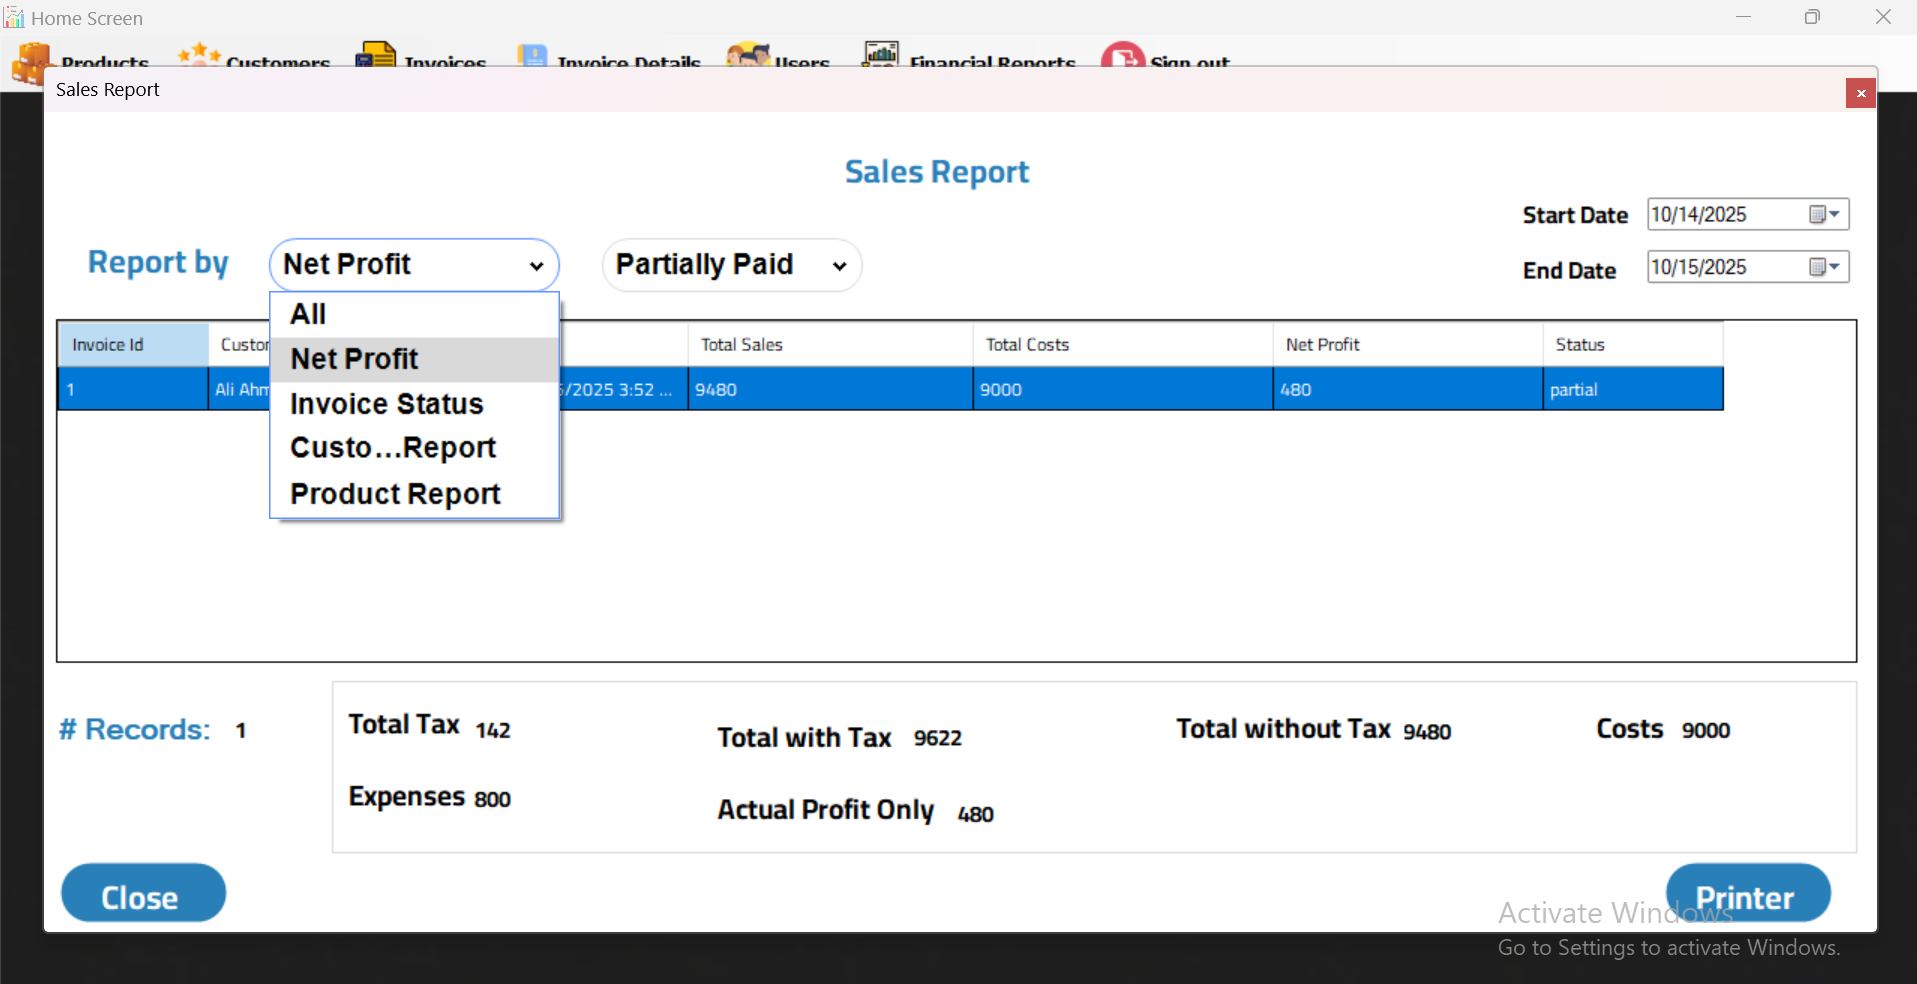 Home Screen
Products Customers Invoices Invoice Details Users Financial Reports Sign out
Sales Report
x
Sales Report
Start Date 10/14/2025
Report by Net Profit Partially Paid
End Date 10/15/2025
All
Net Profit
Invoice Status
Custo...Report
Product Report
Invoice Id Total Sales Total Costs Net Profit Status
1 Ali /2025 3:52 ... 9480 9000 480 partial
# Records: 1
Total Tax 142 Total with Tax 9622 Total without Tax 9480 Costs 9000
Expenses 800 Actual Profit Only 480
Close Printer
Activate Windows
Go to Settings to activate Windows.